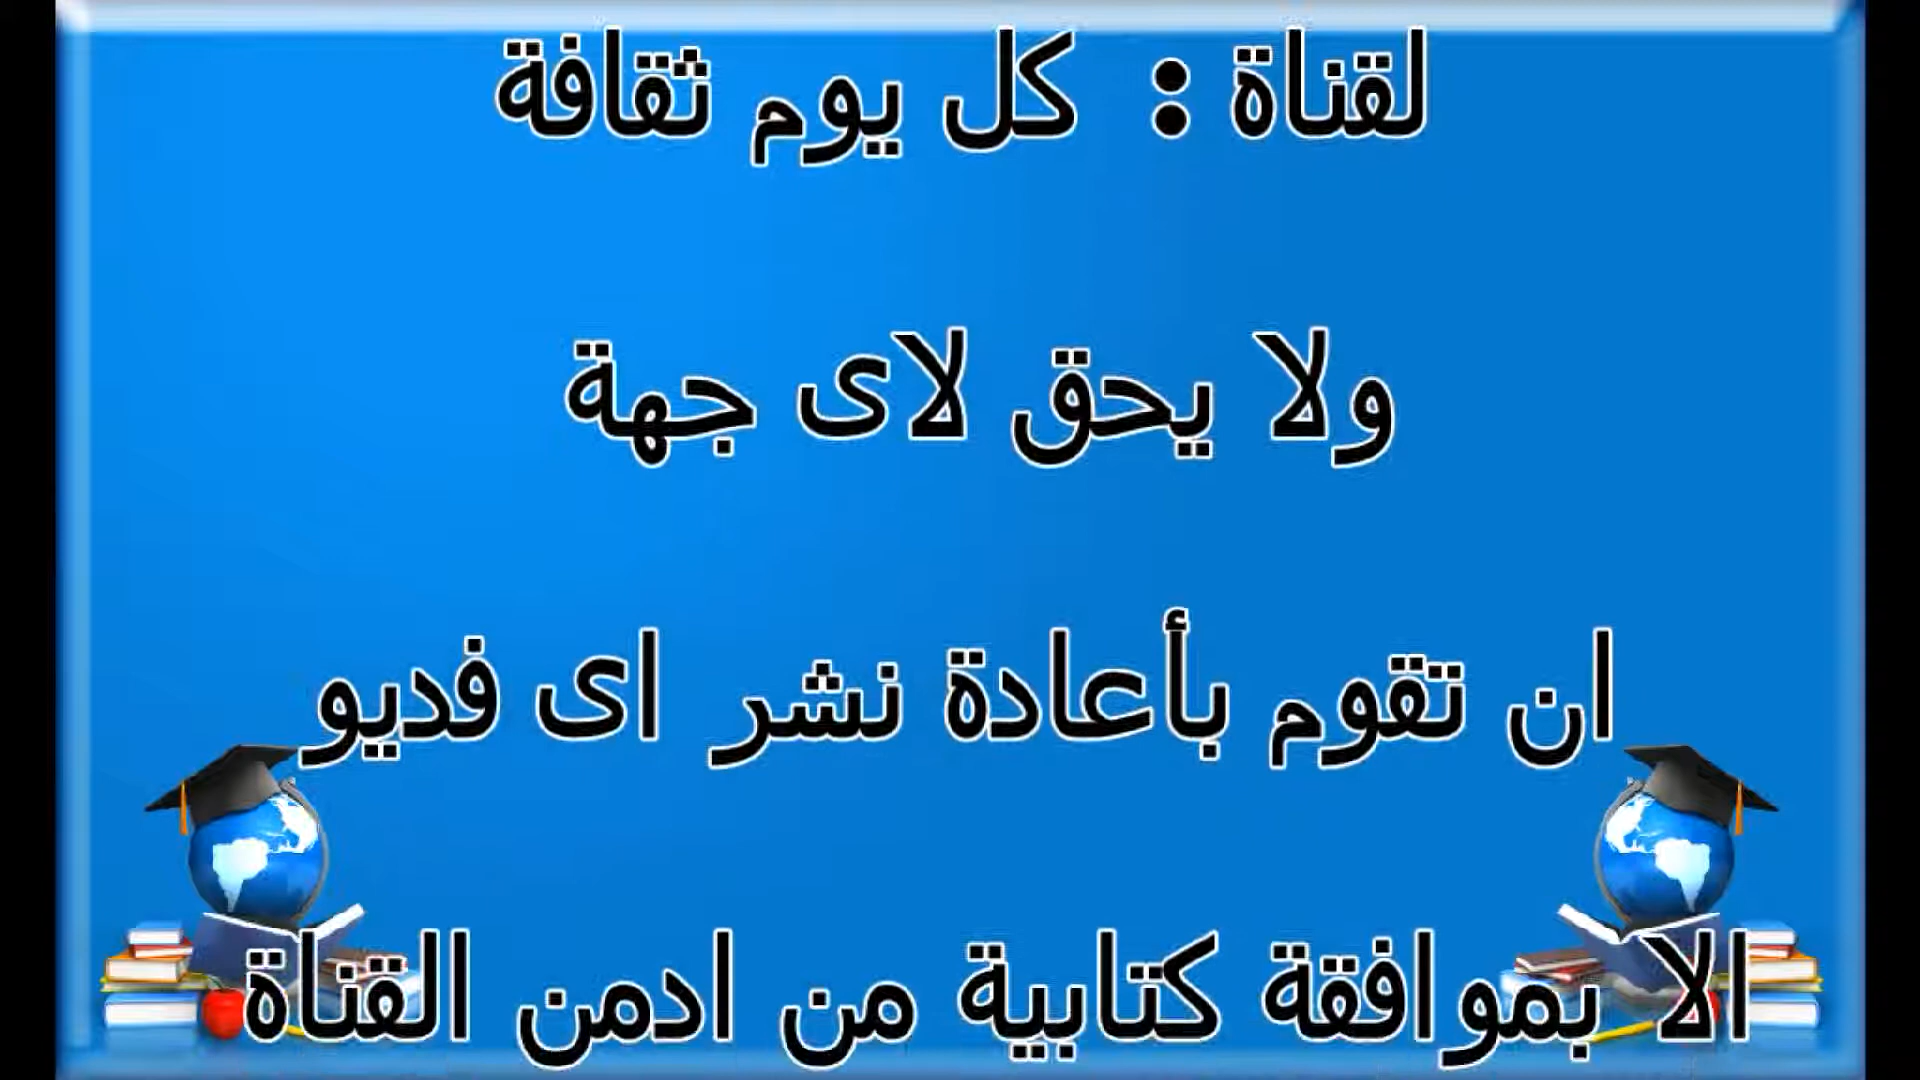 لقناة : كل يوم ثقافة
ولا يحق لاى جهة
ان تقوم بأعادة نشر اى فديو
الا بموافقة كتابية من ادمن القناة